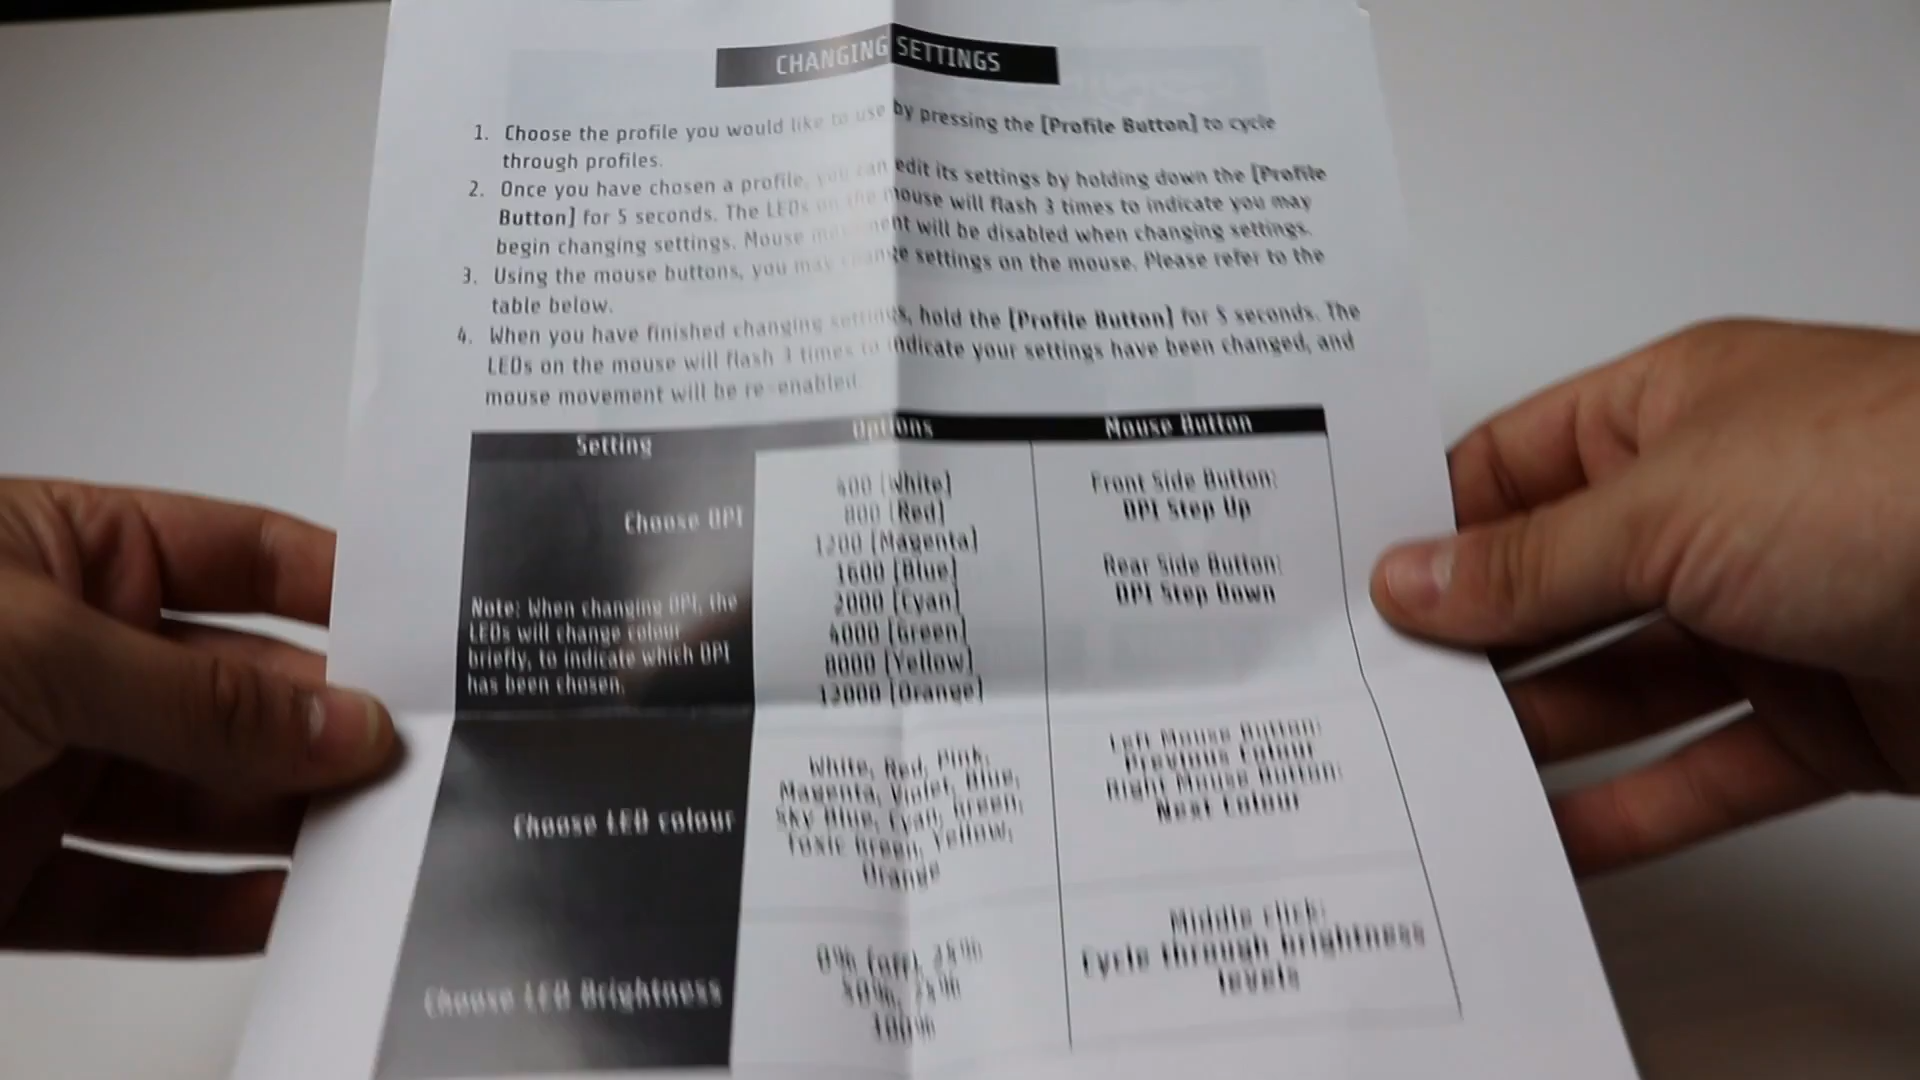 CHANGING SETTINGS
1. Choose the profile you would like to use by pressing the [Profile Button] to cycle
through profiles.
2. Once you have chosen a profile, you can edit its settings by holding down the [Profile
Button] for 5 seconds. The LEDs on the mouse will flash 3 times to indicate you may
begin changing settings. Mouse movement will be disabled when changing settings.
3. Using the mouse buttons, you may change settings on the mouse. Please refer to the
table below.
4. When you have finished changing settings, hold the [Profile Button] for 5 seconds. The
LEDs on the mouse will flash 3 times to indicate your settings have been changed, and
mouse movement will be re-enabled.
Setting Options Mouse Button
Choose DPI
Note: When changing DPI, the
LEDs will change colour
briefly, to indicate which DPI
has been chosen.
400 [White]
800 [Red]
1200 [Magenta]
1600 [Blue]
2000 [Cyan]
4000 [Green]
8000 [Yellow]
12000 [Orange]
Front Side Button:
DPI Step Up
Rear Side Button:
DPI Step Down
Choose LED colour
White, Red, Pink,
Magenta, Violet, Blue,
Sky Blue, Cyan, Green,
Toxic Green, Yellow,
Orange
Left Mouse Button:
Previous Colour
Right Mouse Button:
Next Colour
Choose LED Brightness
0% (off), 25%
50%, 75%
100%
Middle click:
Cycle through brightness
levels